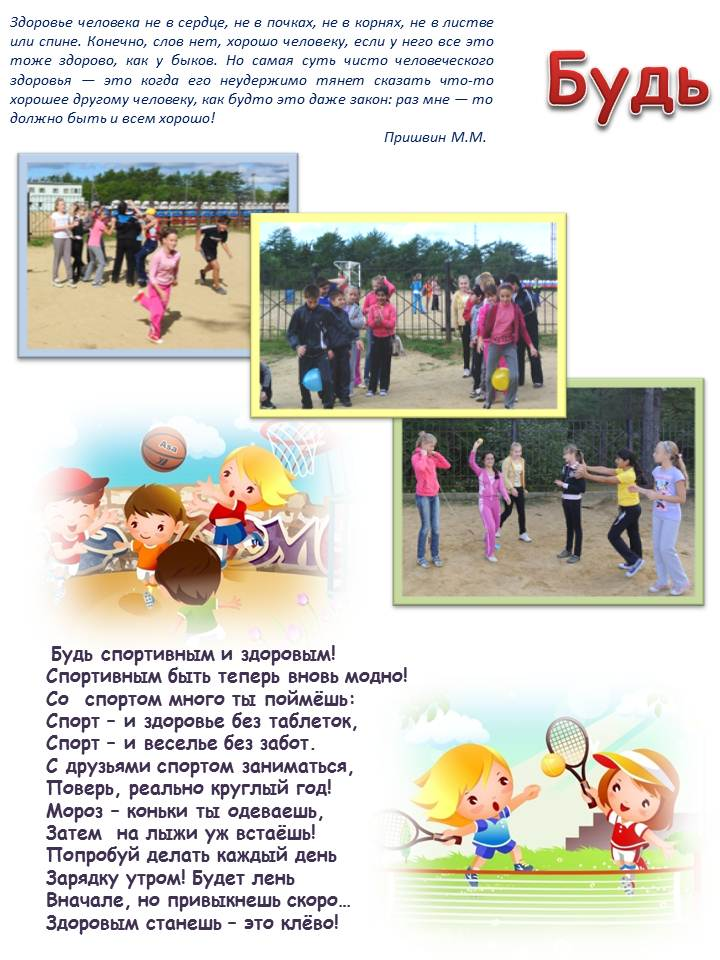 Здоровье человека не в сердце, не в почках, не в корнях, не в листве
или спине. Конечно, слов нет, хорошо человеку, если у него все это
тоже здорово, как у быков. Но самая суть чисто человеческого
здоровья — это когда его неудержимо тянет сказать что-то
хорошее другому человеку, как будто это даже закон: раз мне — то
должно быть и всем хорошо!
Пришвин М.М.
Будь
Asa
Будь спортивным и здоровым!
Спортивным быть теперь вновь модно!
Со спортом много ты поймёшь:
Спорт – и здоровье без таблеток,
Спорт – и веселье без забот.
С друзьями спортом заниматься,
Поверь, реально круглый год!
Мороз – коньки ты одеваешь,
Затем на лыжи уж встаёшь!
Попробуй делать каждый день
Зарядку утром! Будет лень
Вначале, но привыкнешь скоро…
Здоровым станешь – это клёво!